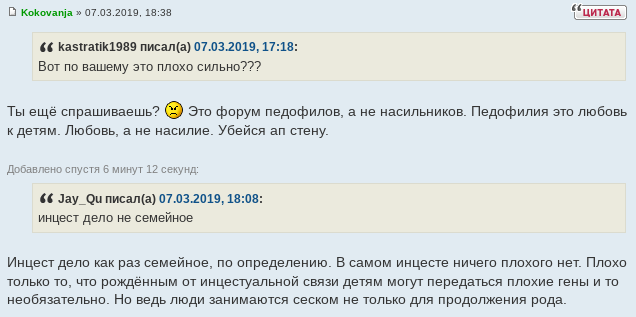 Kokovanja » 07.03.2019, 18:38
ЦИТАТА
kastratik1989 писал(а) 07.03.2019, 17:18:
Вот по вашему это плохо сильно???
Ты ещё спрашиваешь? Это форум педофилов, а не насильников. Педофилия это любовь
к детям. Любовь, а не насилие. Убейся ап стену.
Добавлено спустя 6 минут 12 секунд:
Jay_Qu писал(а) 07.03.2019, 18:08:
инцест дело не семейное
Инцест дело как раз семейное, по определению. В самом инцесте ничего плохого нет. Плохо
только то, что рождённым от инцестуальной связи детям могут передаться плохие гены и то
необязательно. Но ведь люди занимаются сеском не только для продолжения рода.